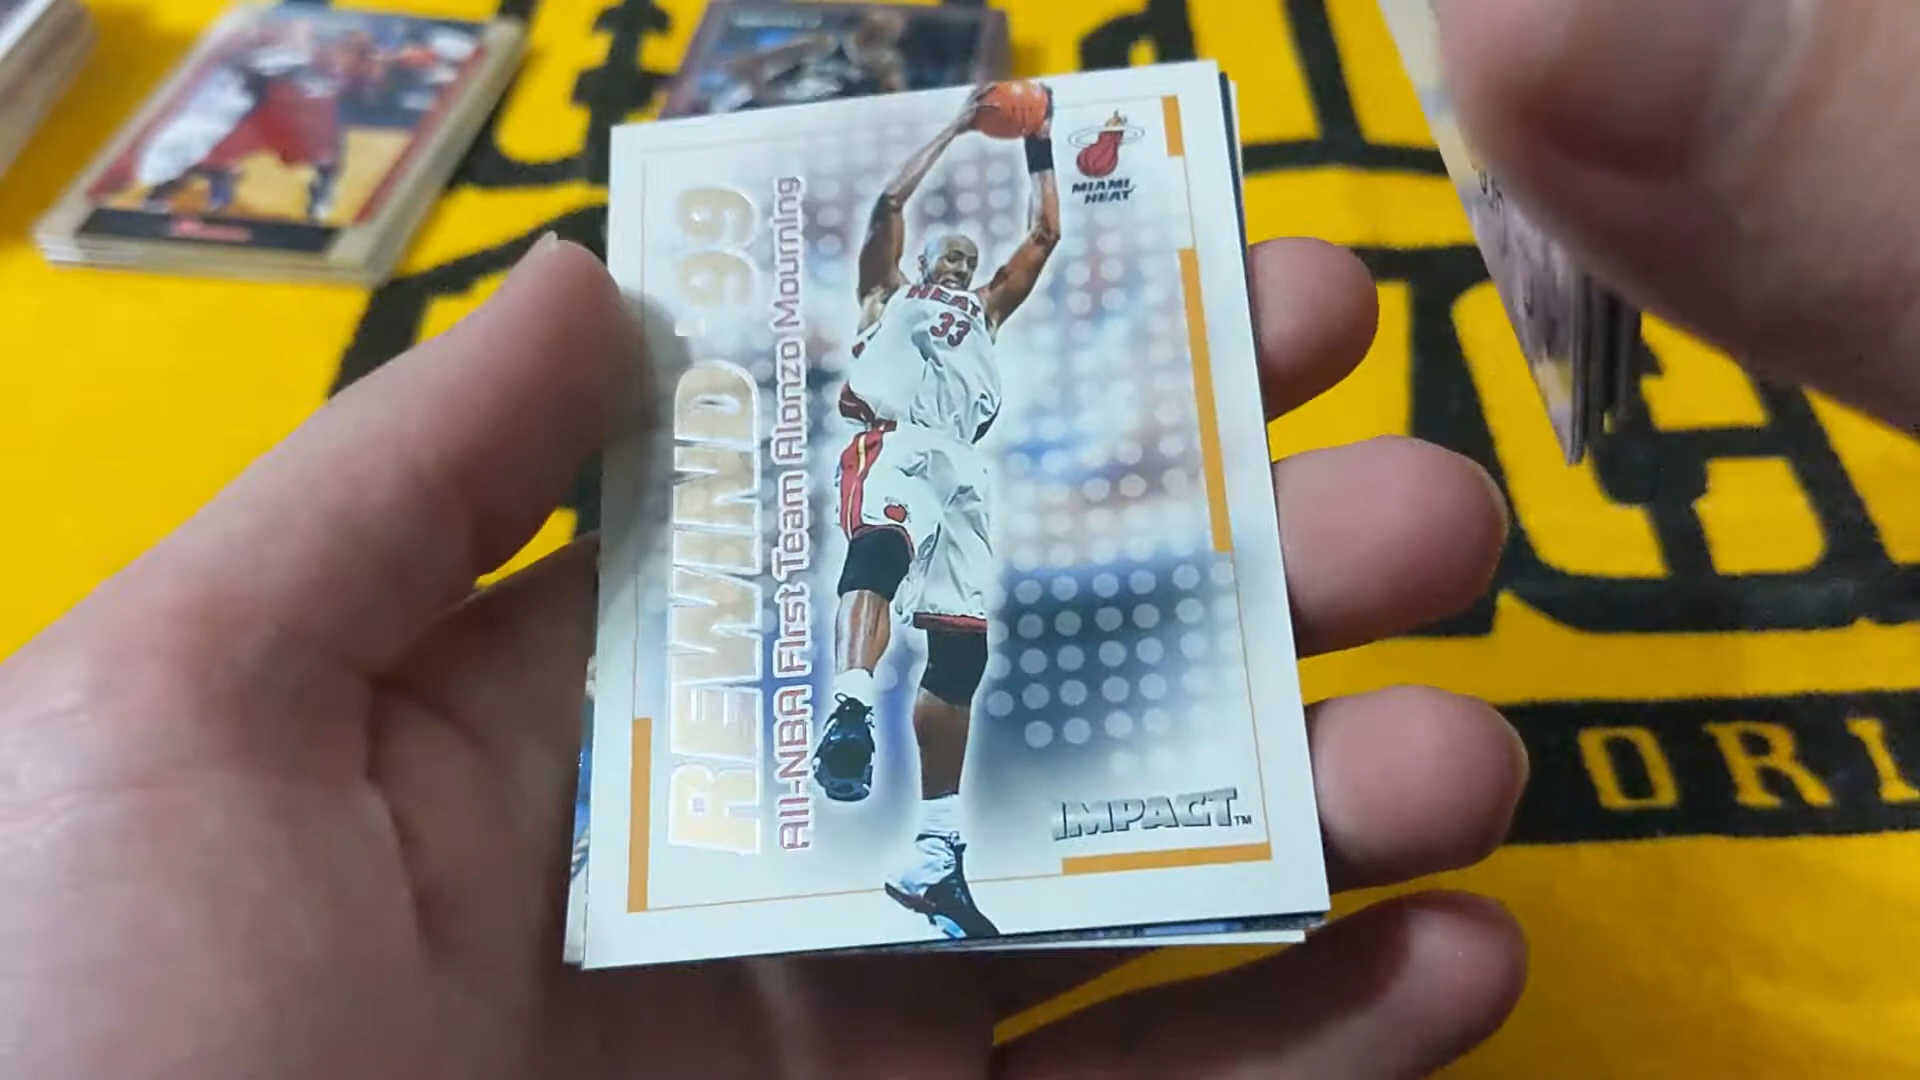 MIAMI
HEAT
REWIND '99
All-NBA First Team Alonzo Mourning
HEAT
33
IMPACT™
ORI